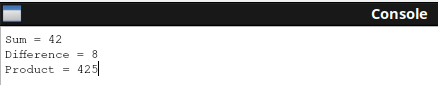 Console
Sum = 42
Difference = 8
Product = 425